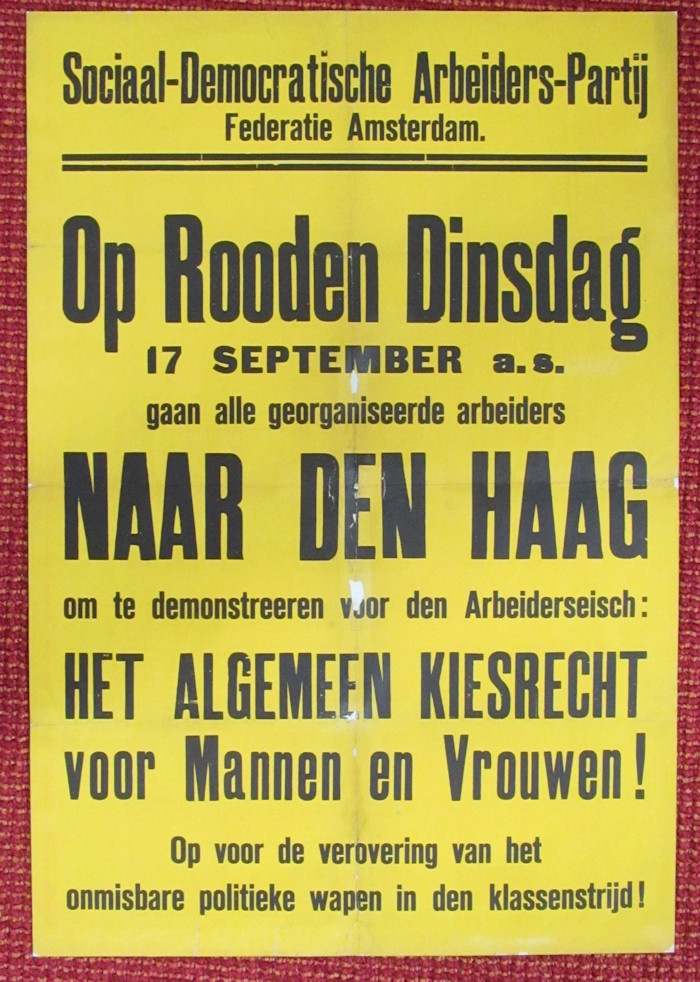 Sociaal-Democratische Arbeiders-Partij
Federatie Amsterdam.
Op Rooden Dinsdag
17 SEPTEMBER a.s.
gaan alle georganiseerde arbeiders
NAAR DEN HAAG
om te demonstreeren voor den Arbeiderseisch:
HET ALGEMEEN KIESRECHT
voor Mannen en Vrouwen!
Op voor de verovering van het
onmisbare politieke wapen in den klassenstrijd!